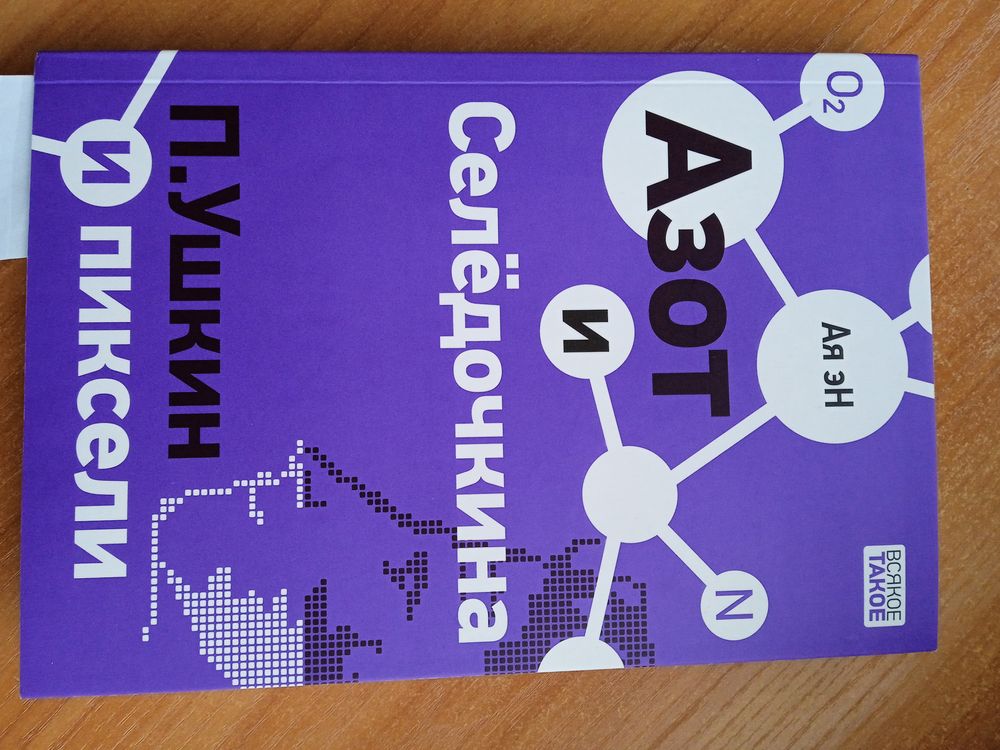 O₂
Ая эН
Азот
и
Селёдочкина
N
П.Ушкин
и пиксели
ВСЯКОЕ
ТАКОЕ